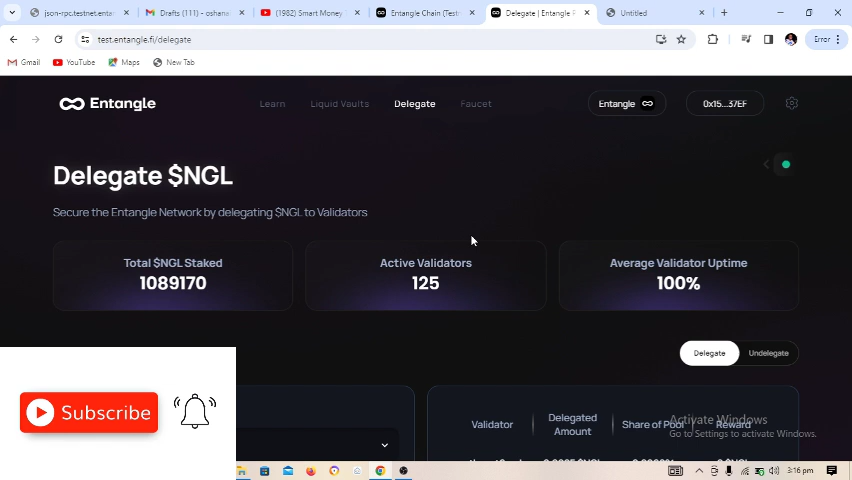 json-rpc.testnet.entan
Drafts (111) - oshana
(1982) Smart Money
Entangle Chain (Testn
Delegate | Entangle F
Untitled
test.entangle.fi/delegate
Error
Gmail
YouTube
Maps
New Tab
Entangle
Learn
Liquid Vaults
Delegate
Faucet
Entangle
0x15...37EF
Delegate $NGL
Secure the Entangle Network by delegating $NGL to Validators
Total $NGL Staked
1089170
Active Validators
125
Average Validator Uptime
100%
Delegate
Undelegate
Subscribe
Validator
Delegated
Amount
Share of Pool
Reward
Activate Windows
Go to Settings to activate Windows.
3:16 pm